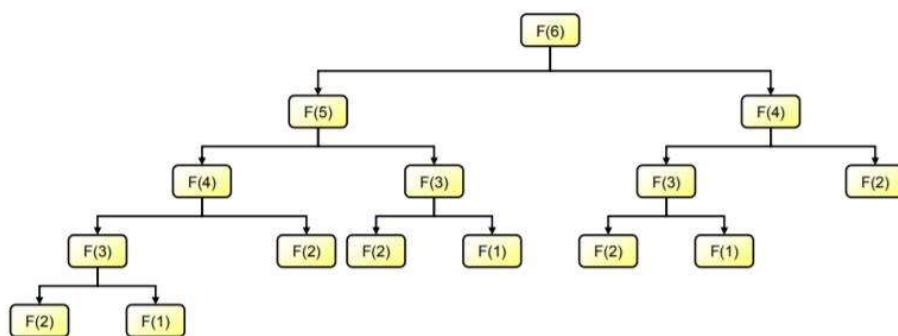 F(6)
F(5) F(4)
F(4) F(3) F(3) F(2)
F(3) F(2) F(2) F(1) F(2) F(1)
F(2) F(1)